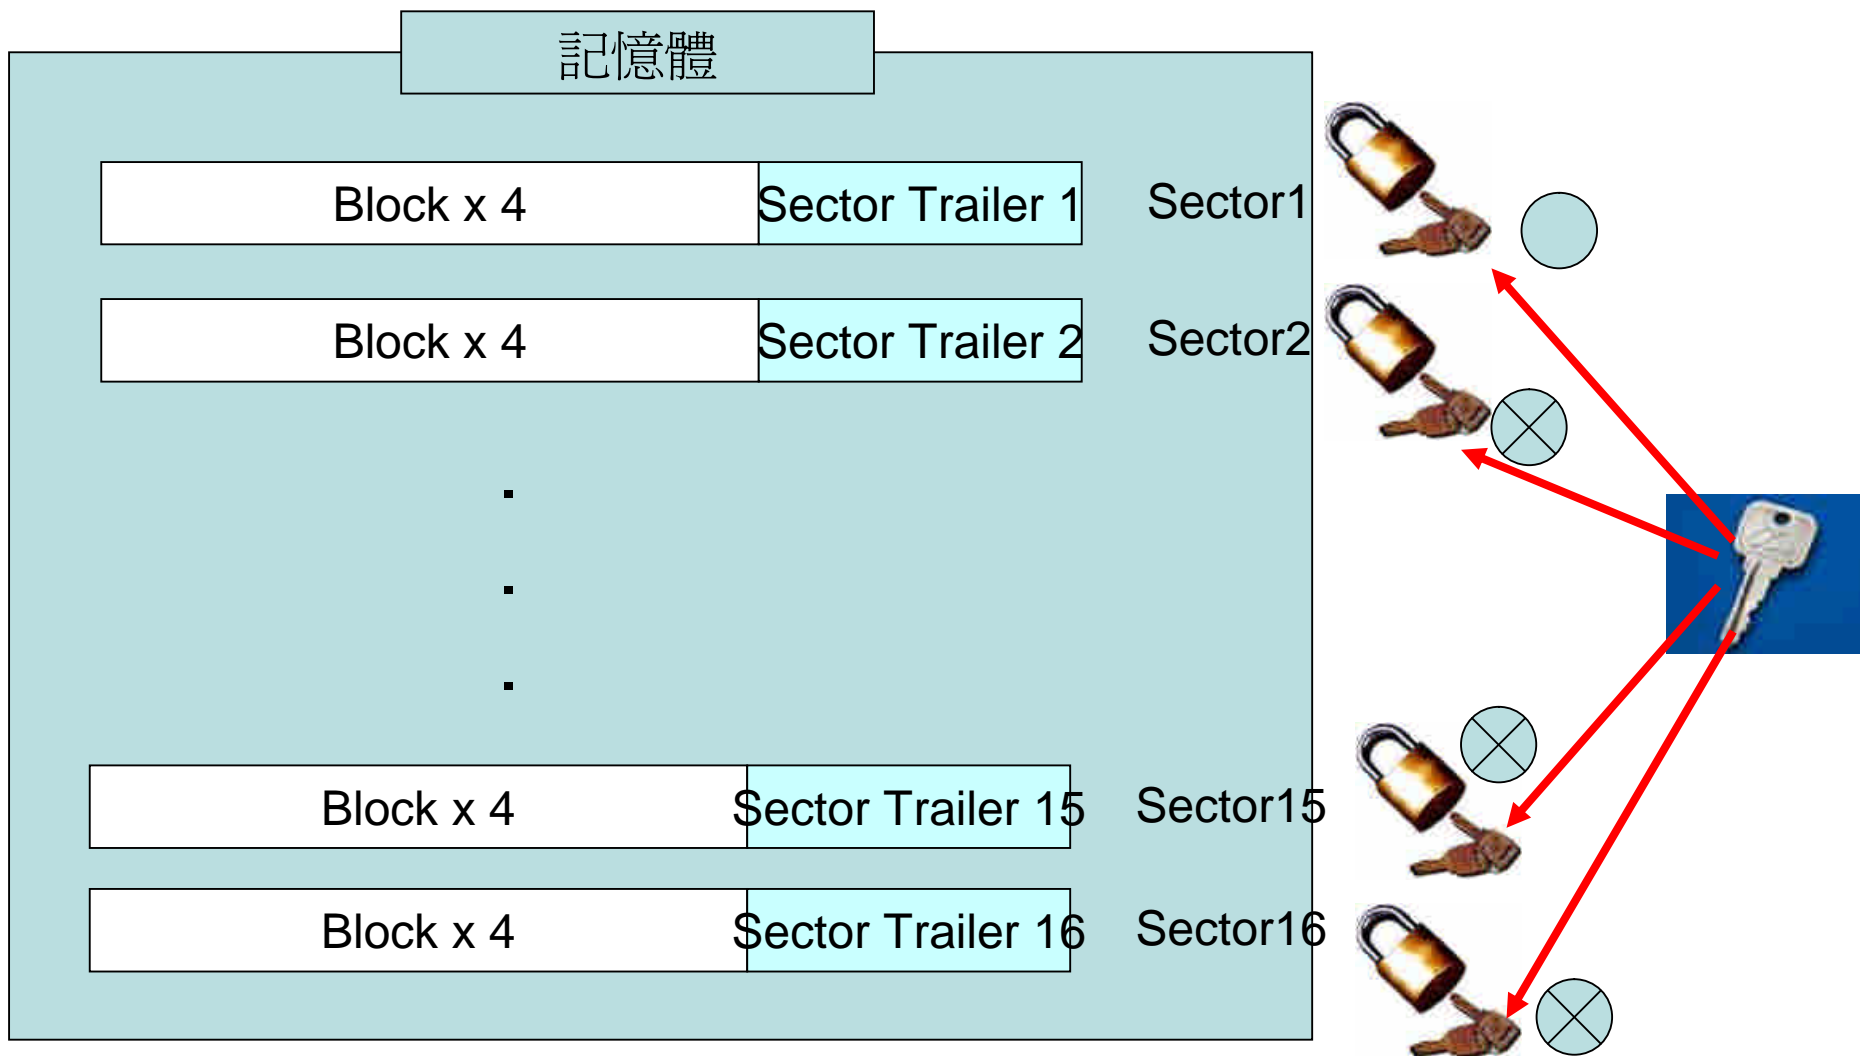 記憶體
Block x 4 Sector Trailer 1 Sector1
Block x 4 Sector Trailer 2 Sector2
Block x 4 Sector Trailer 15 Sector15
Block x 4 Sector Trailer 16 Sector16